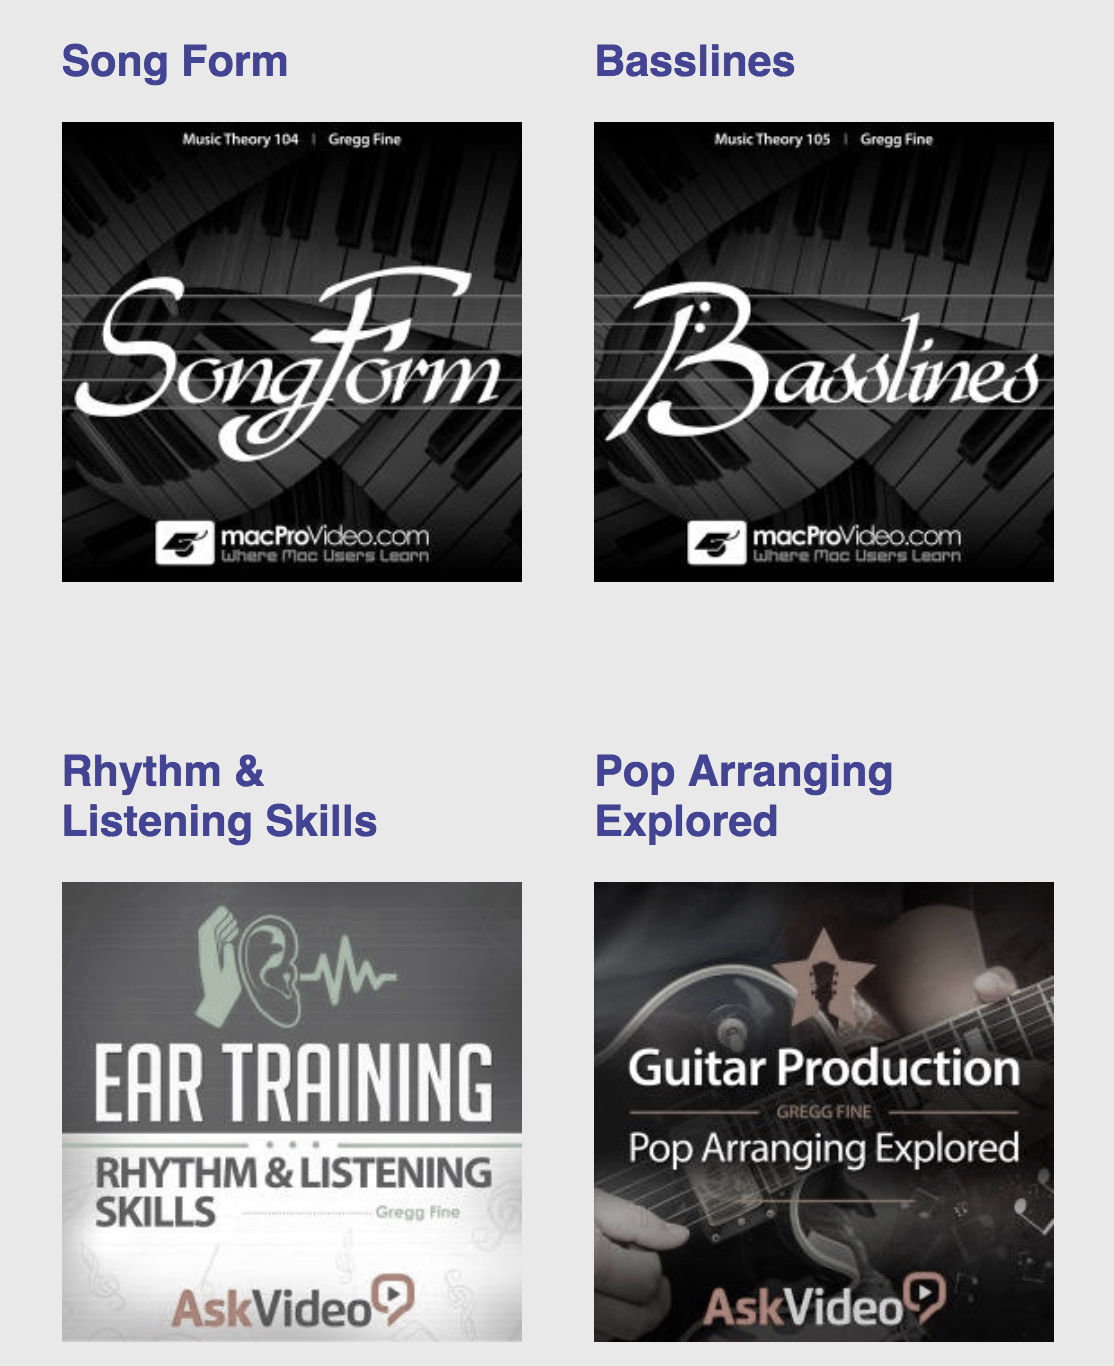 Song Form
Basslines
Music Theory 104 | Gregg Fine
SongForm
macProVideo.com
Where Mac Users Learn
Music Theory 105 | Gregg Fine
Basslines
macProVideo.com
Where Mac Users Learn
Rhythm &
Listening Skills
Pop Arranging
Explored
EAR TRAINING
RHYTHM & LISTENING
SKILLS
Gregg Fine
AskVideo
Guitar Production
GREGG FINE
Pop Arranging Explored
AskVideo